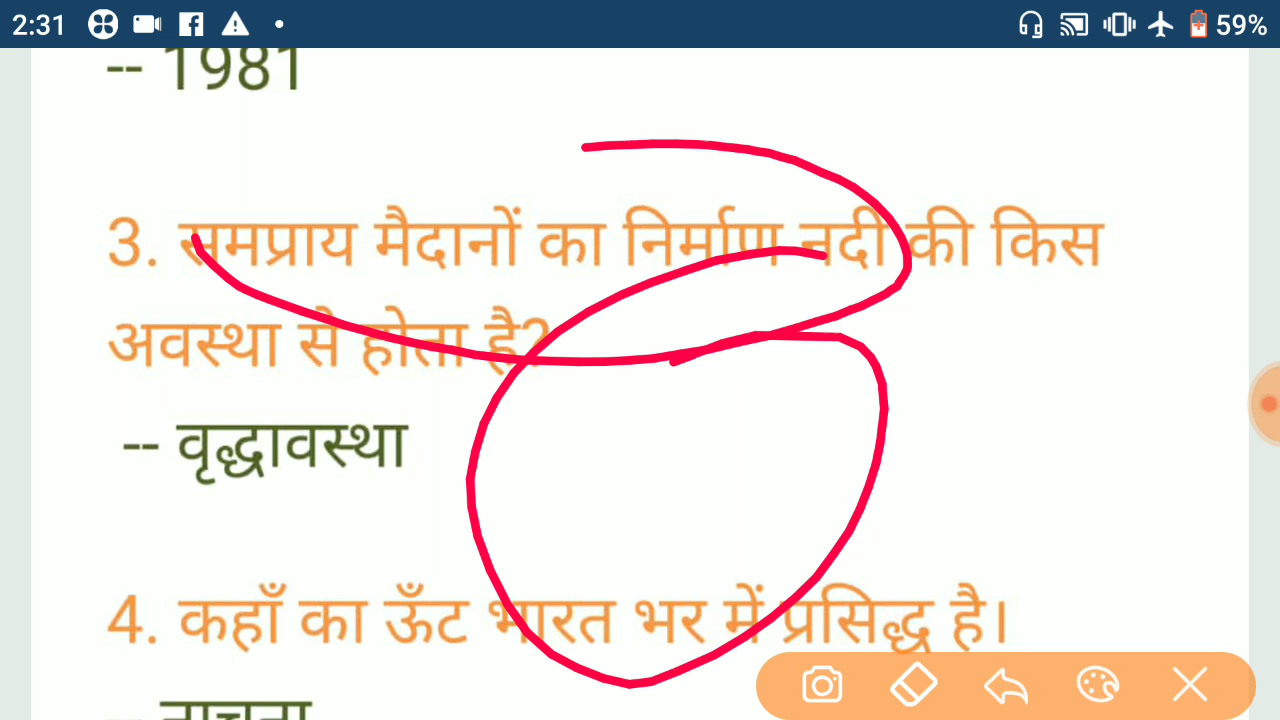 2:31 59%
-- 1981
3. समप्राय मैदानों का निर्माण नदी की किस
अवस्था से होता है?
-- वृद्धावस्था
4. कहाँ का ऊँट भारत भर में प्रसिद्ध है।